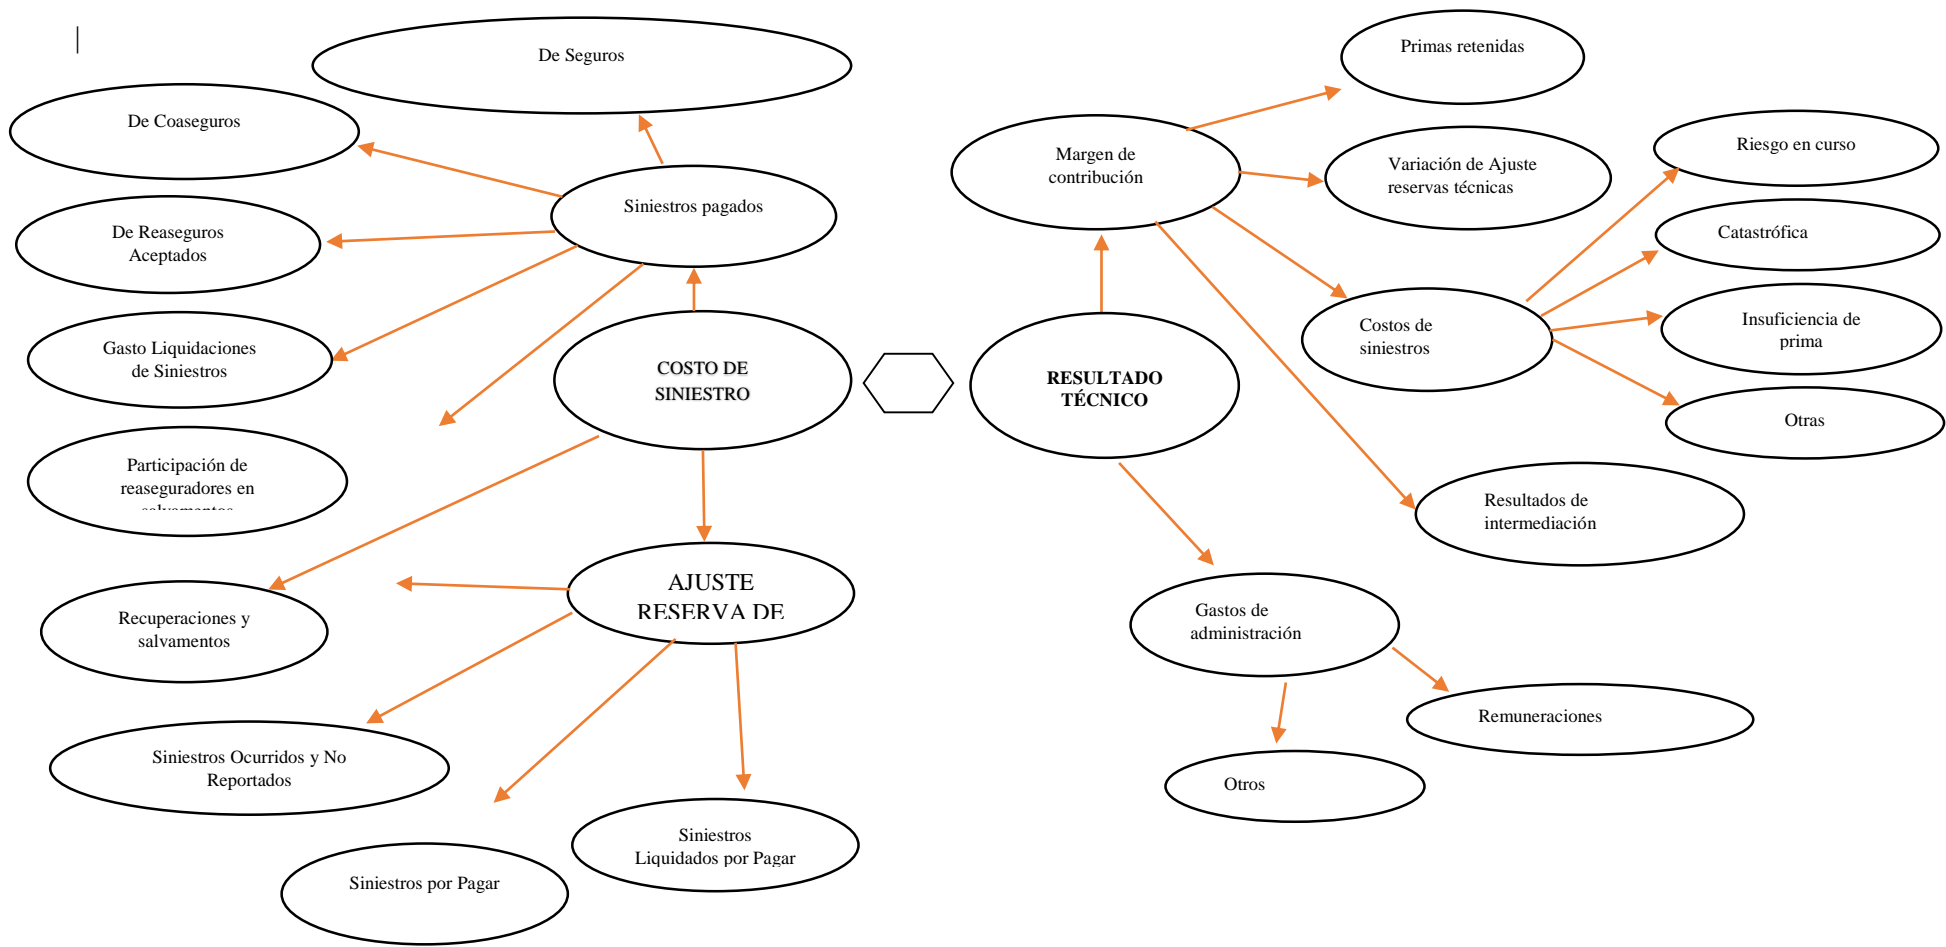 De Seguros
De Coaseguros
Siniestros pagados
De Reaseguros
Aceptados
Gasto Liquidaciones
de Siniestros
COSTO DE
SINIESTRO
Participación de
reaseguradores en
salvamentos
AJUSTE
RESERVA DE
Recuperaciones y
salvamentos
Siniestros Ocurridos y No
Reportados
Siniestros
Liquidados por Pagar
Siniestros por Pagar
Primas retenidas
Margen de
contribución
Variación de Ajuste
reservas técnicas
Riesgo en curso
Catastrófica
Costos de
siniestros
Insuficiencia de
prima
Otras
RESULTADO
TÉCNICO
Resultados de
intermediación
Gastos de
administración
Remuneraciones
Otros